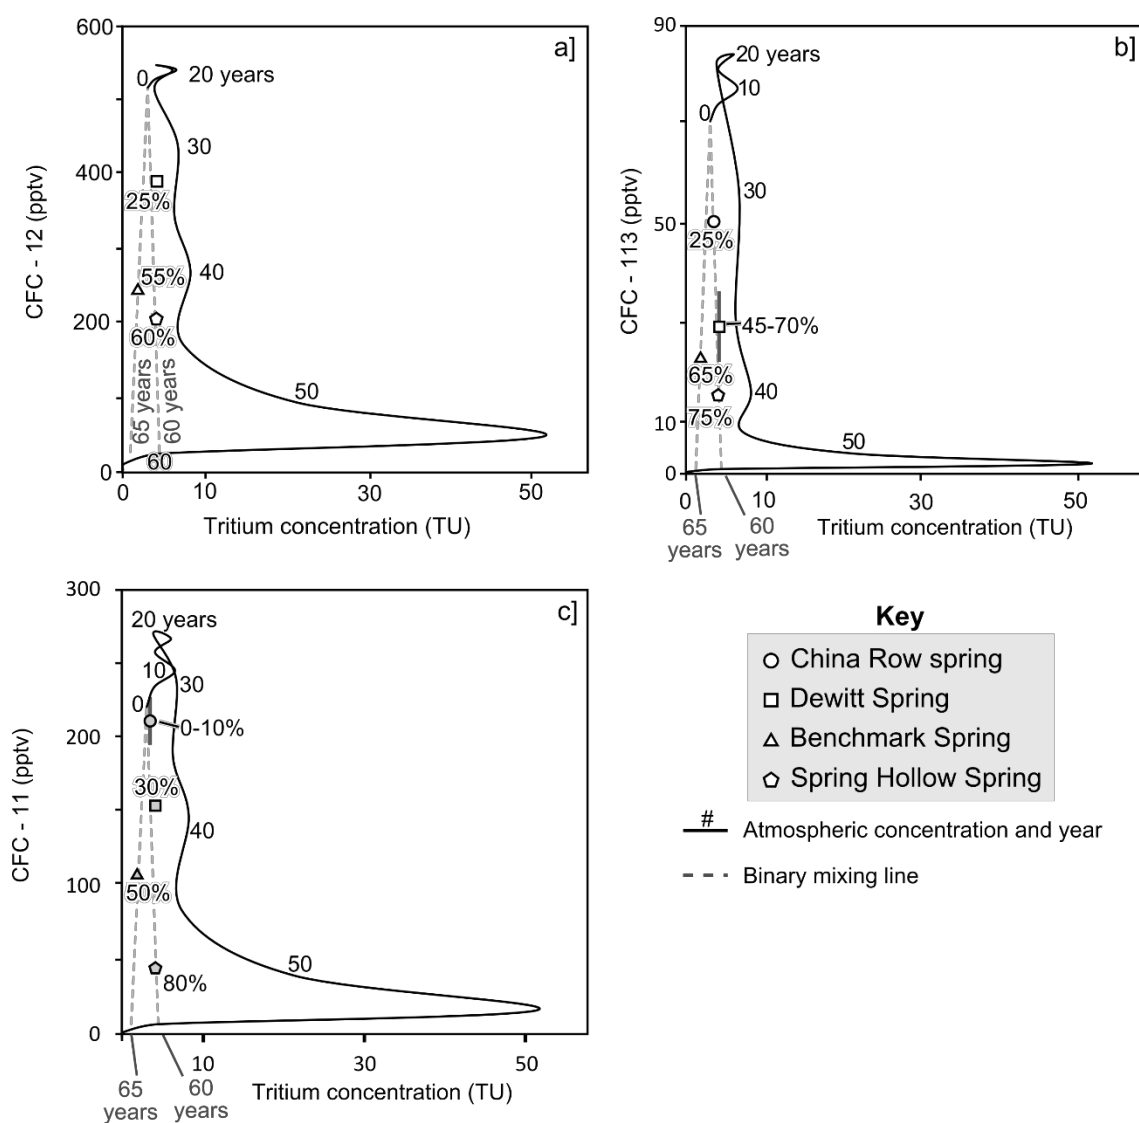 600
a]
0
20 years
30
400
25%
CFC - 12 (pptv)
55%
40
200
60%
65 years
60 years
50
60
0
0
10
30
50
Tritium concentration (TU)
90
b]
20 years
10
0
30
50
25%
CFC - 113 (pptv)
45-70%
65%
40
75%
10
50
0
0
10
30
50
65
years
60
years
Tritium concentration (TU)
300
c]
20 years
10
30
0
0-10%
200
30%
40
CFC - 11 (pptv)
50%
100
50
80%
0
10
30
50
65
years
60
years
Tritium concentration (TU)
Key
China Row spring
Dewitt Spring
Benchmark Spring
Spring Hollow Spring
# Atmospheric concentration and year
Binary mixing line